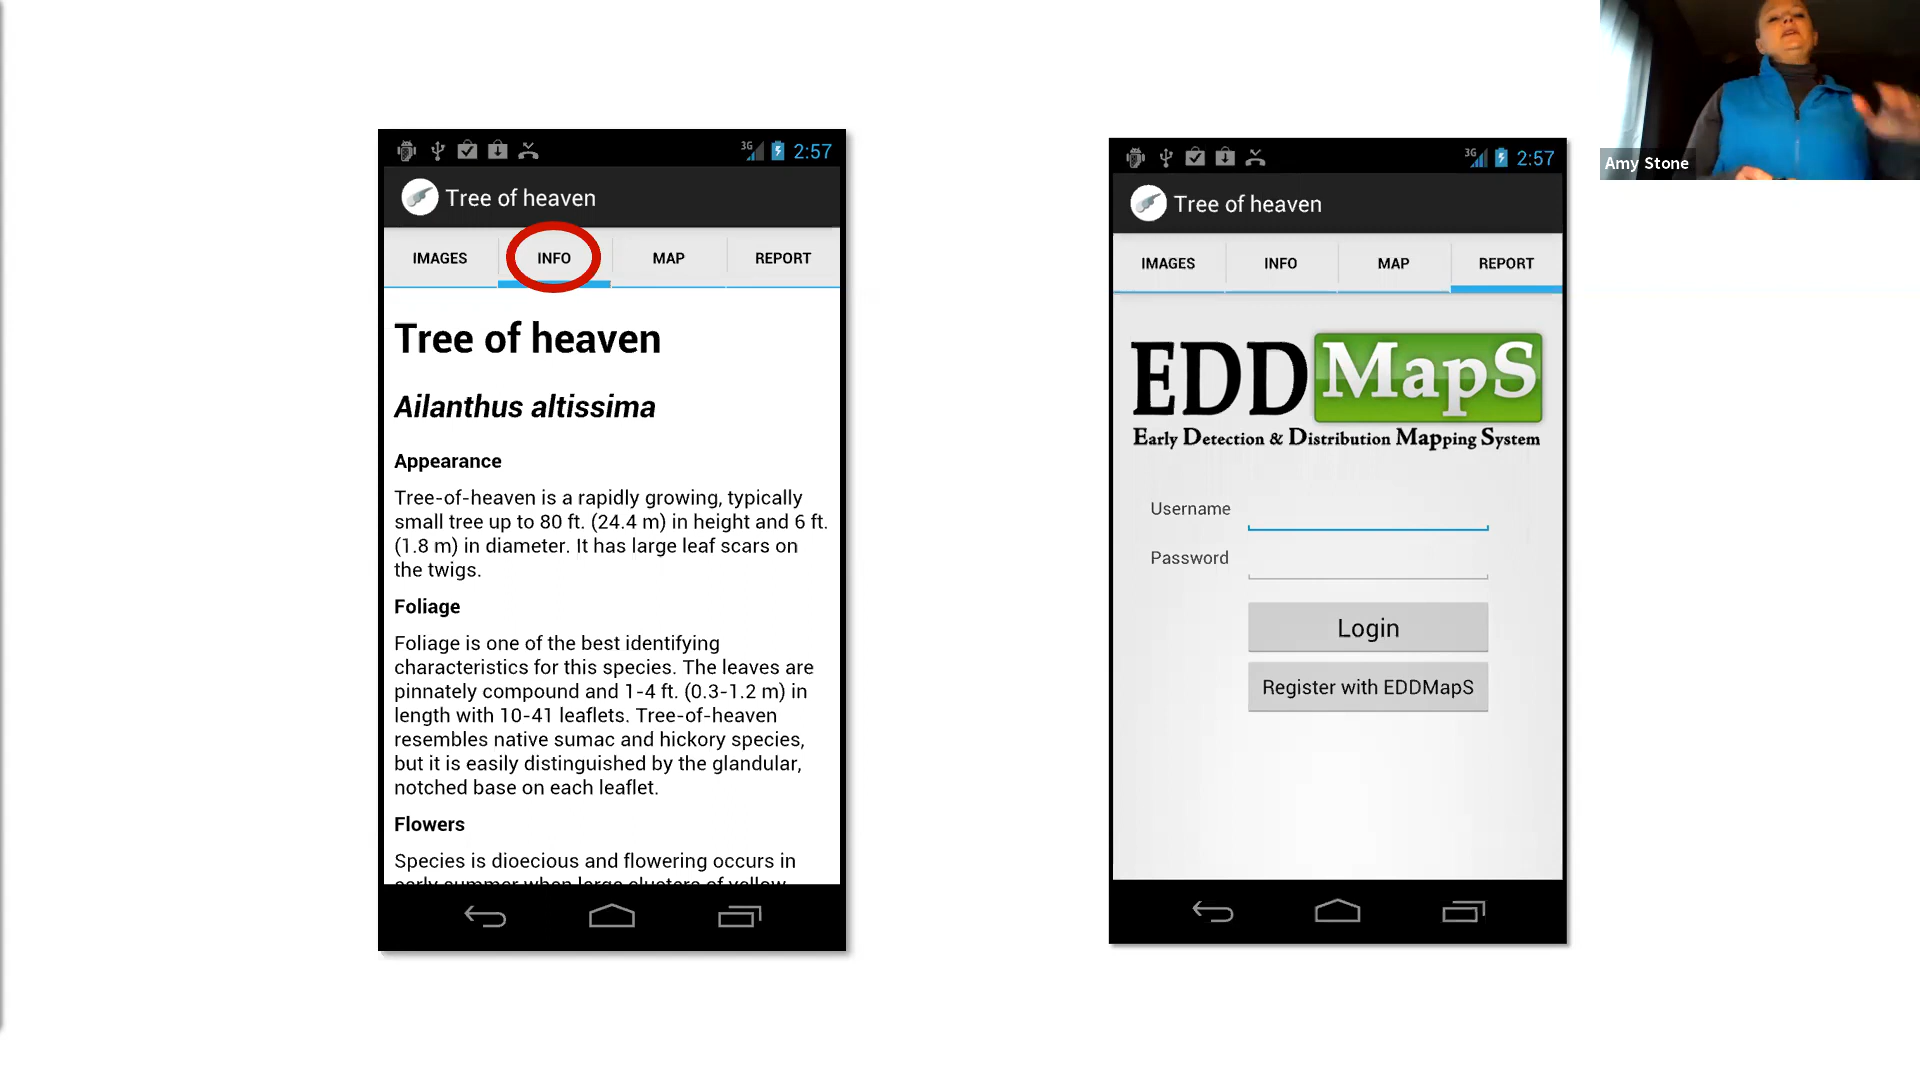 3G 2:57
Tree of heaven
IMAGES INFO MAP REPORT
Tree of heaven
Ailanthus altissima
Appearance
Tree-of-heaven is a rapidly growing, typically
small tree up to 80 ft. (24.4 m) in height and 6 ft.
(1.8 m) in diameter. It has large leaf scars on
the twigs.
Foliage
Foliage is one of the best identifying
characteristics for this species. The leaves are
pinnately compound and 1-4 ft. (0.3-1.2 m) in
length with 10-41 leaflets. Tree-of-heaven
resembles native sumac and hickory species,
but it is easily distinguished by the glandular,
notched base on each leaflet.
Flowers
Species is dioecious and flowering occurs in
early summer when large clusters of yellow
3G 2:57
Tree of heaven
IMAGES INFO MAP REPORT
EDDMapS
Early Detection & Distribution Mapping System
Username
Password
Login
Register with EDDMapS
Amy Stone